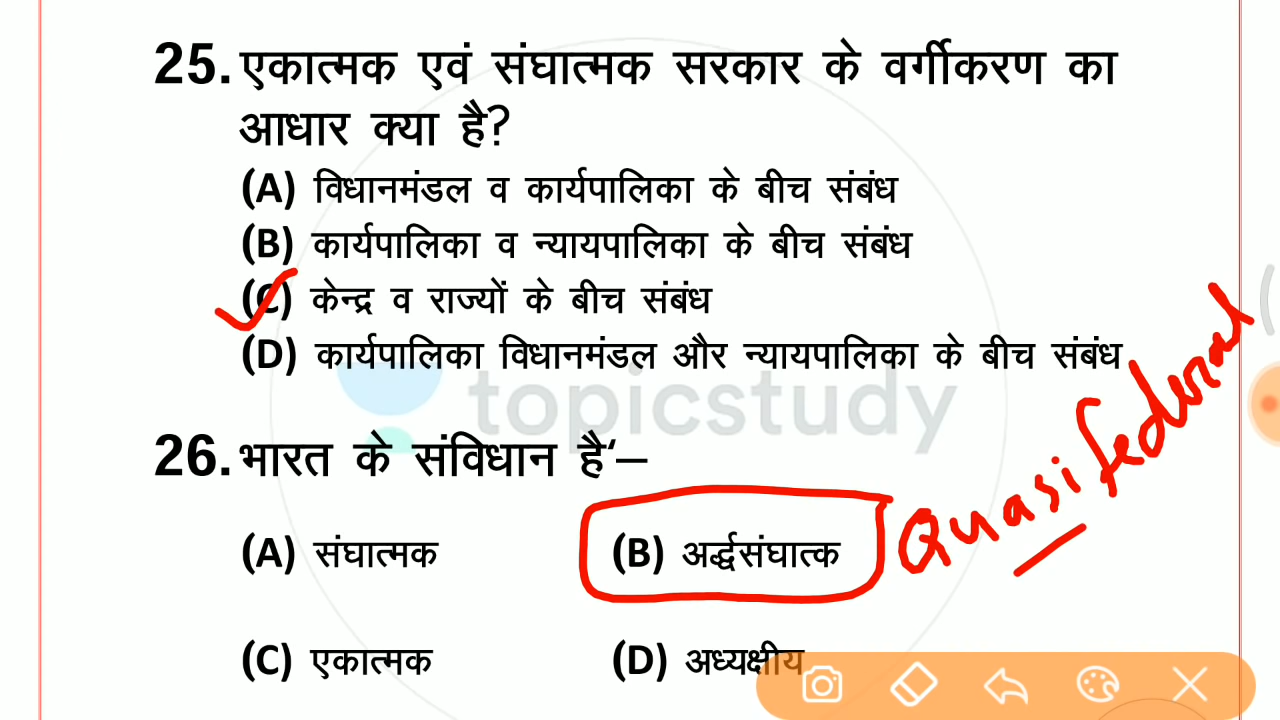 25. एकात्मक एवं संघात्मक सरकार के वर्गीकरण का
आधार क्या है?
(A) विधानमंडल व कार्यपालिका के बीच संबंध
(B) कार्यपालिका व न्यायपालिका के बीच संबंध
(C) केन्द्र व राज्यों के बीच संबंध
(D) कार्यपालिका विधानमंडल और न्यायपालिका के बीच संबंध
topicstudy
26. भारत के संविधान है‘–
(A) संघात्मक (B) अर्द्धसंघात्क
Quasi federal
(C) एकात्मक (D) अध्यक्षीय